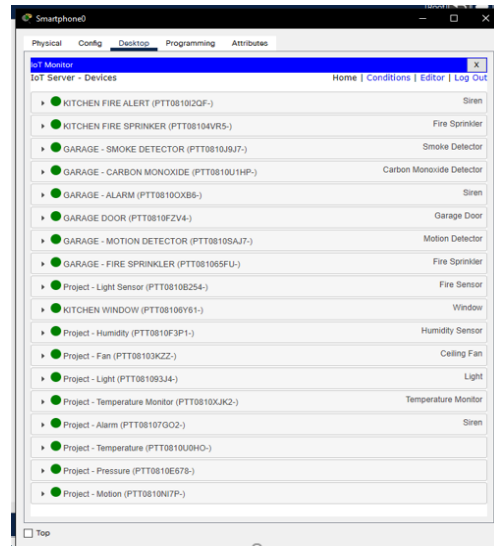 Smartphone0
Physical Config Desktop Programming Attributes
IoT Monitor X
IoT Server - Devices Home | Conditions | Editor | Log Out
KITCHEN FIRE ALERT (PTT0810I2QF-) Siren
KITCHEN FIRE SPRINKER (PTT08104VR5-) Fire Sprinkler
GARAGE - SMOKE DETECTOR (PTT0810J9J7-) Smoke Detector
GARAGE - CARBON MONOXIDE (PTT0810U1HP-) Carbon Monoxide Detector
GARAGE - ALARM (PTT0810OXB6-) Siren
GARAGE DOOR (PTT0810FZV4-) Garage Door
GARAGE - MOTION DETECTOR (PTT0810SAJ7-) Motion Detector
GARAGE - FIRE SPRINKLER (PTT081065FU-) Fire Sprinkler
Project - Light Sensor (PTT0810B254-) Fire Sensor
KITCHEN WINDOW (PTT08106Y61-) Window
Project - Humidity (PTT0810F3P1-) Humidity Sensor
Project - Fan (PTT08103KZZ-) Ceiling Fan
Project - Light (PTT081093J4-) Light
Project - Temperature Monitor (PTT0810XJK2-) Temperature Monitor
Project - Alarm (PTT08107GO2-) Siren
Project - Temperature (PTT0810U0HO-)
Project - Pressure (PTT0810E678-)
Project - Motion (PTT0810NI7P-)
Top